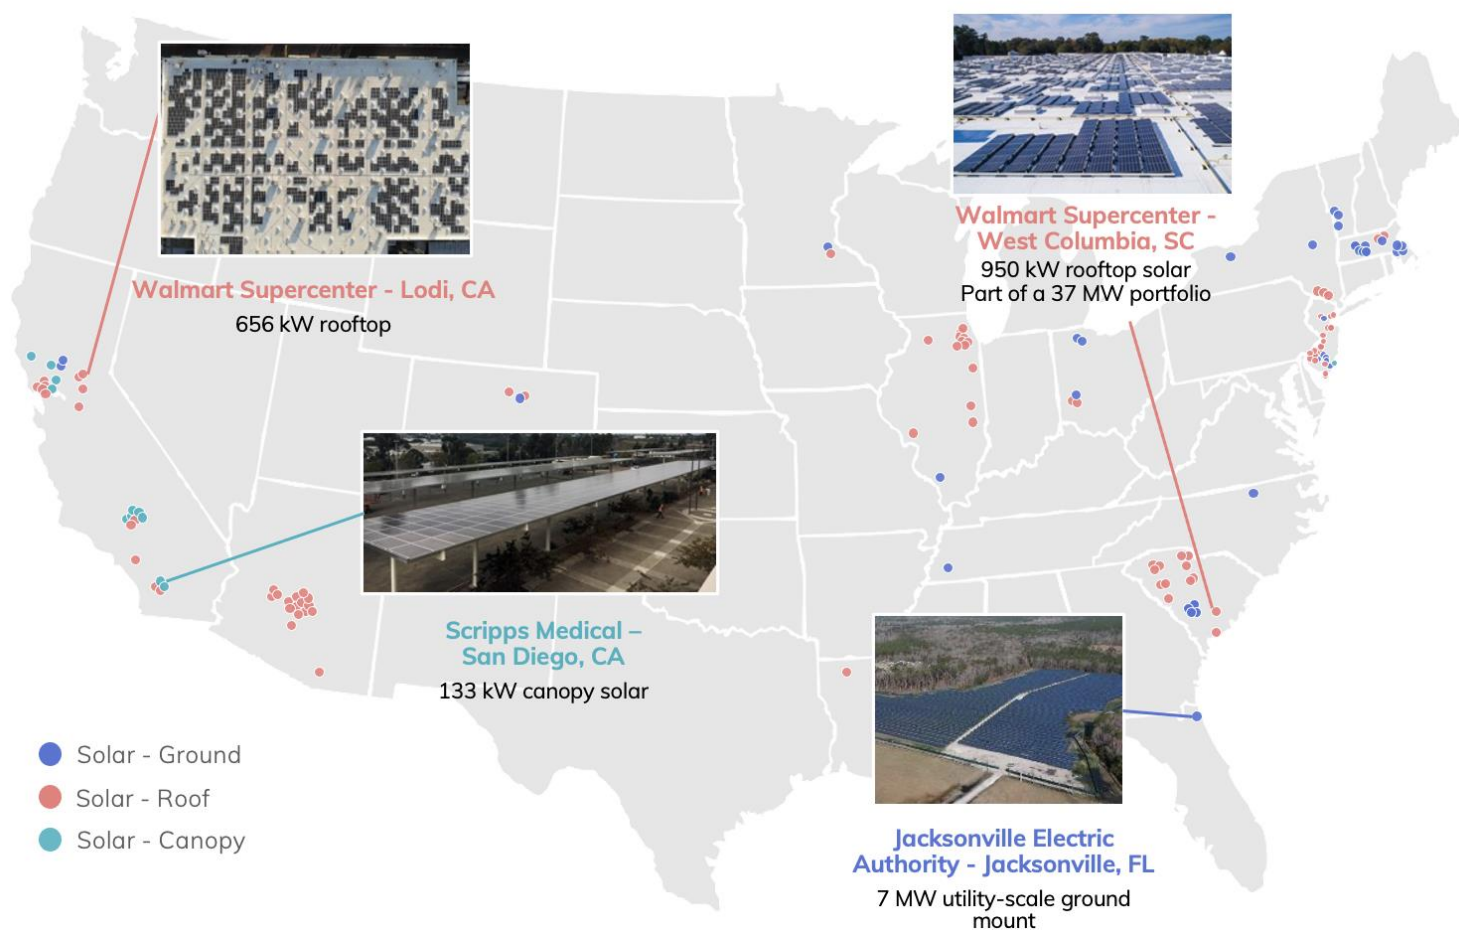 Walmart Supercenter - Lodi, CA
656 kW rooftop
Walmart Supercenter -
West Columbia, SC
950 kW rooftop solar
Part of a 37 MW portfolio
Scripps Medical –
San Diego, CA
133 kW canopy solar
Solar - Ground
Solar - Roof
Solar - Canopy
Jacksonville Electric
Authority - Jacksonville, FL
7 MW utility-scale ground
mount